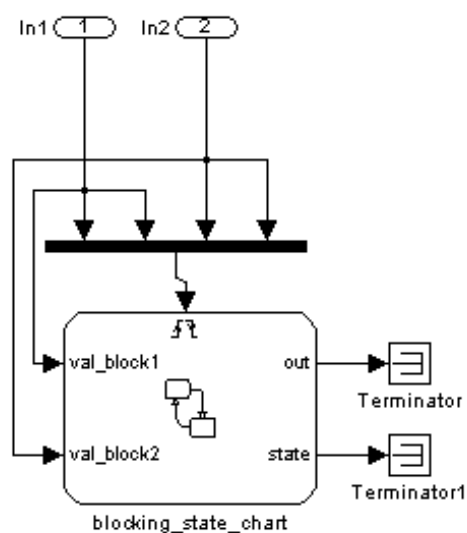 In1 1 In2 2
val_block1 out
Terminator
val_block2 state
Terminator1
blocking_state_chart